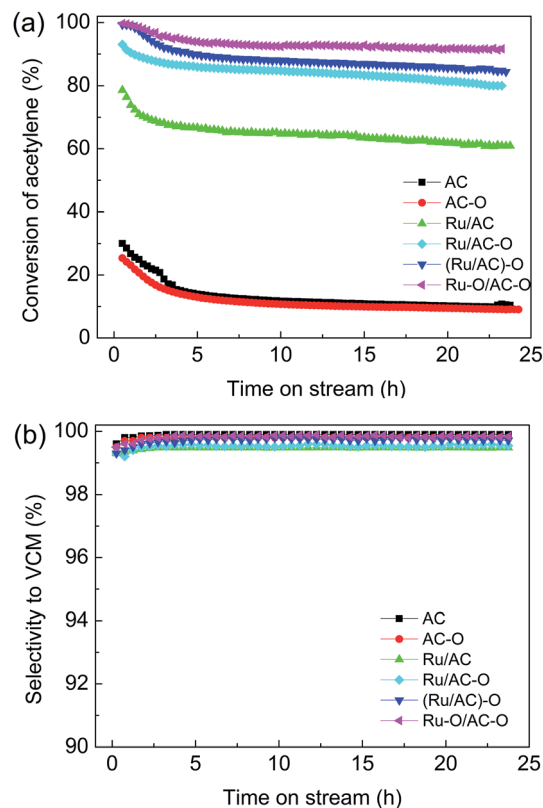 (a)
Conversion of acetylene (%)
100
80
60
40
20
0
AC
AC-O
Ru/AC
Ru/AC-O
(Ru/AC)-O
Ru-O/AC-O
0 5 10 15 20 25
Time on stream (h)
(b)
Selectivity to VCM (%)
100
98
96
94
92
90
AC
AC-O
Ru/AC
Ru/AC-O
(Ru/AC)-O
Ru-O/AC-O
0 5 10 15 20 25
Time on stream (h)